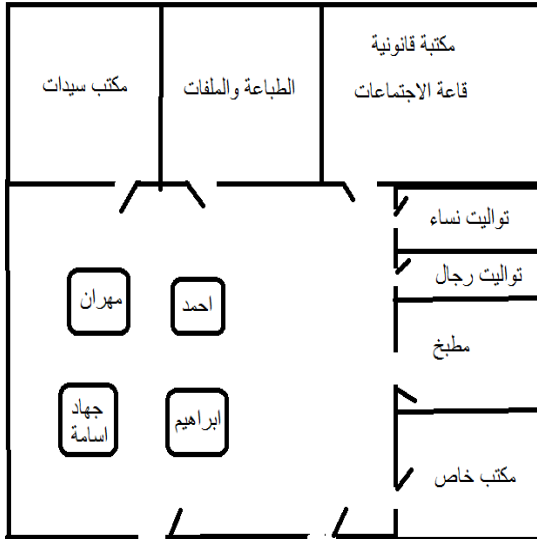 مكتبة قانونية
قاعة الاجتماعات
الطباعة والملفات
مكتب سيدات
تواليت نساء
تواليت رجال
مطبخ
مكتب خاص
احمد
مهران
ابراهيم
جهاد
اسامة